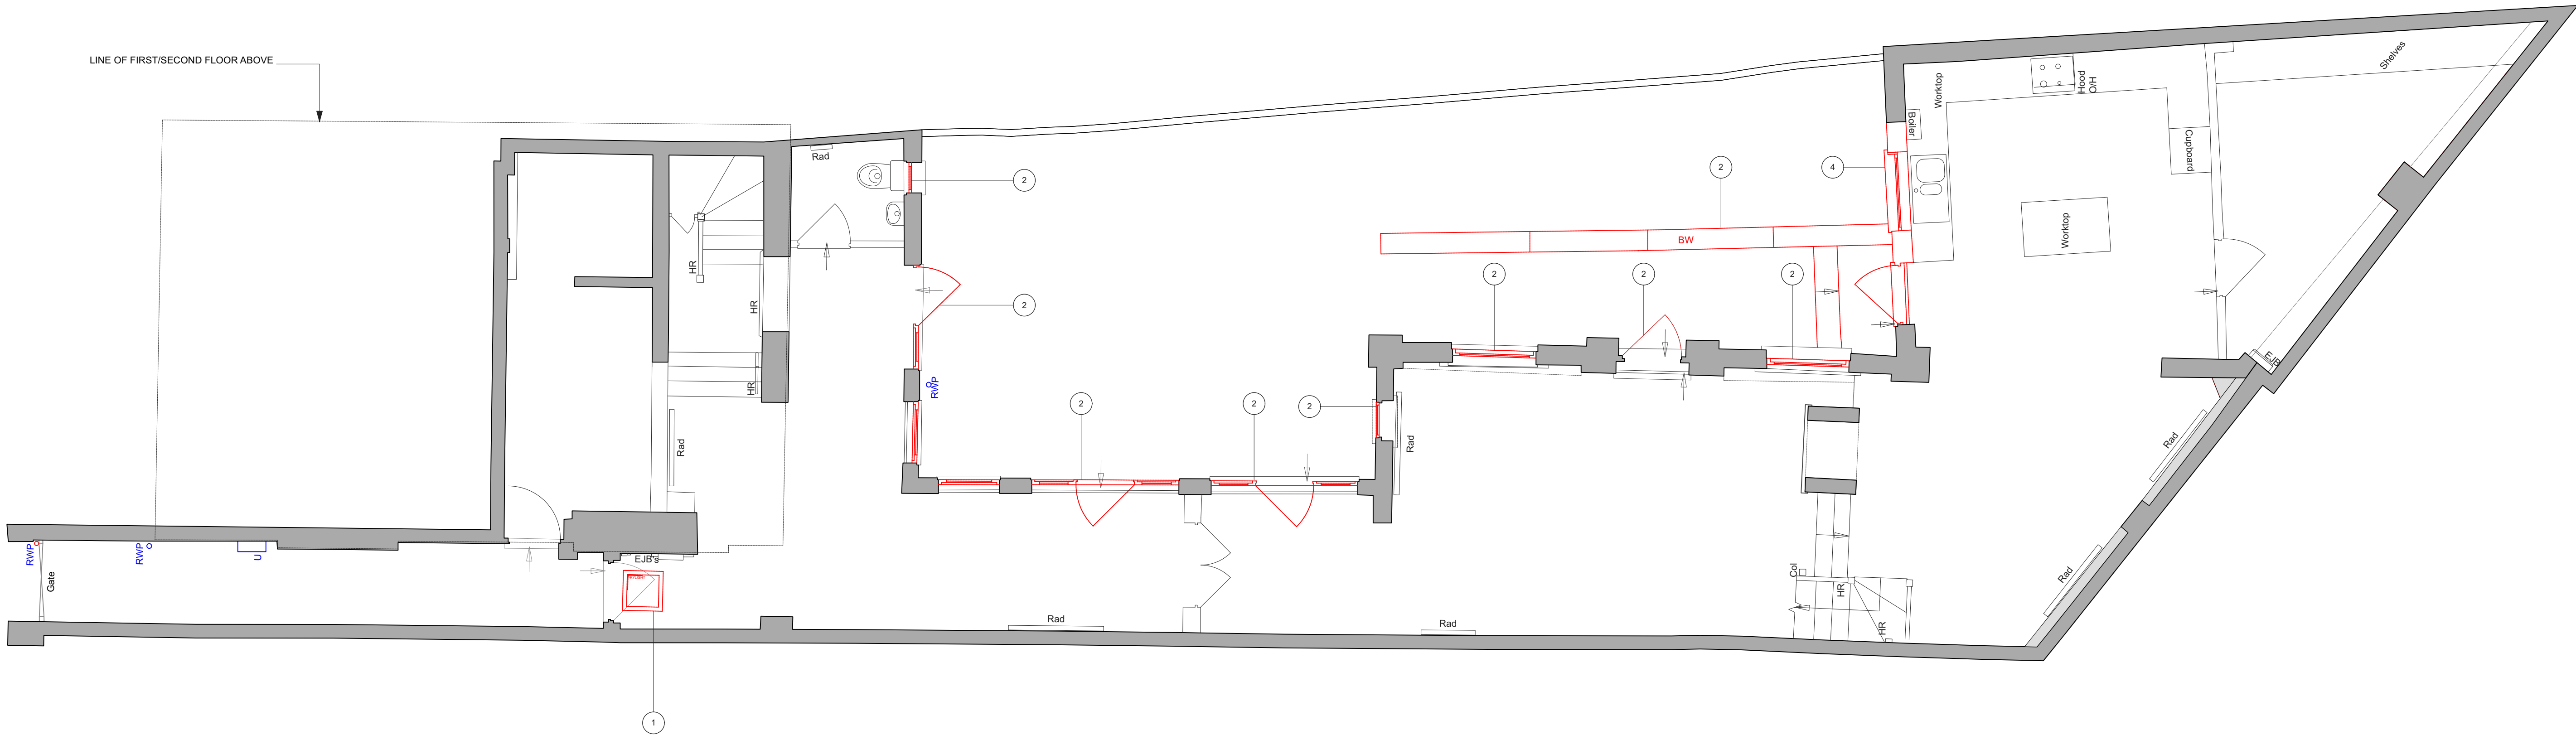 LINE OF FIRST/SECOND FLOOR ABOVE
Shelves
Worktop
H/O
Hood
Boiler
Cupboard
Rad
2
2
4
Worktop
BW
HR
HR
2
2
2
2
RWP
HR
2
2
2
Rad
Rad
Rad
EJB
RWP
RWP
U
Gate
EJB's
Col
HR
HR
Rad
Rad
Rad
1